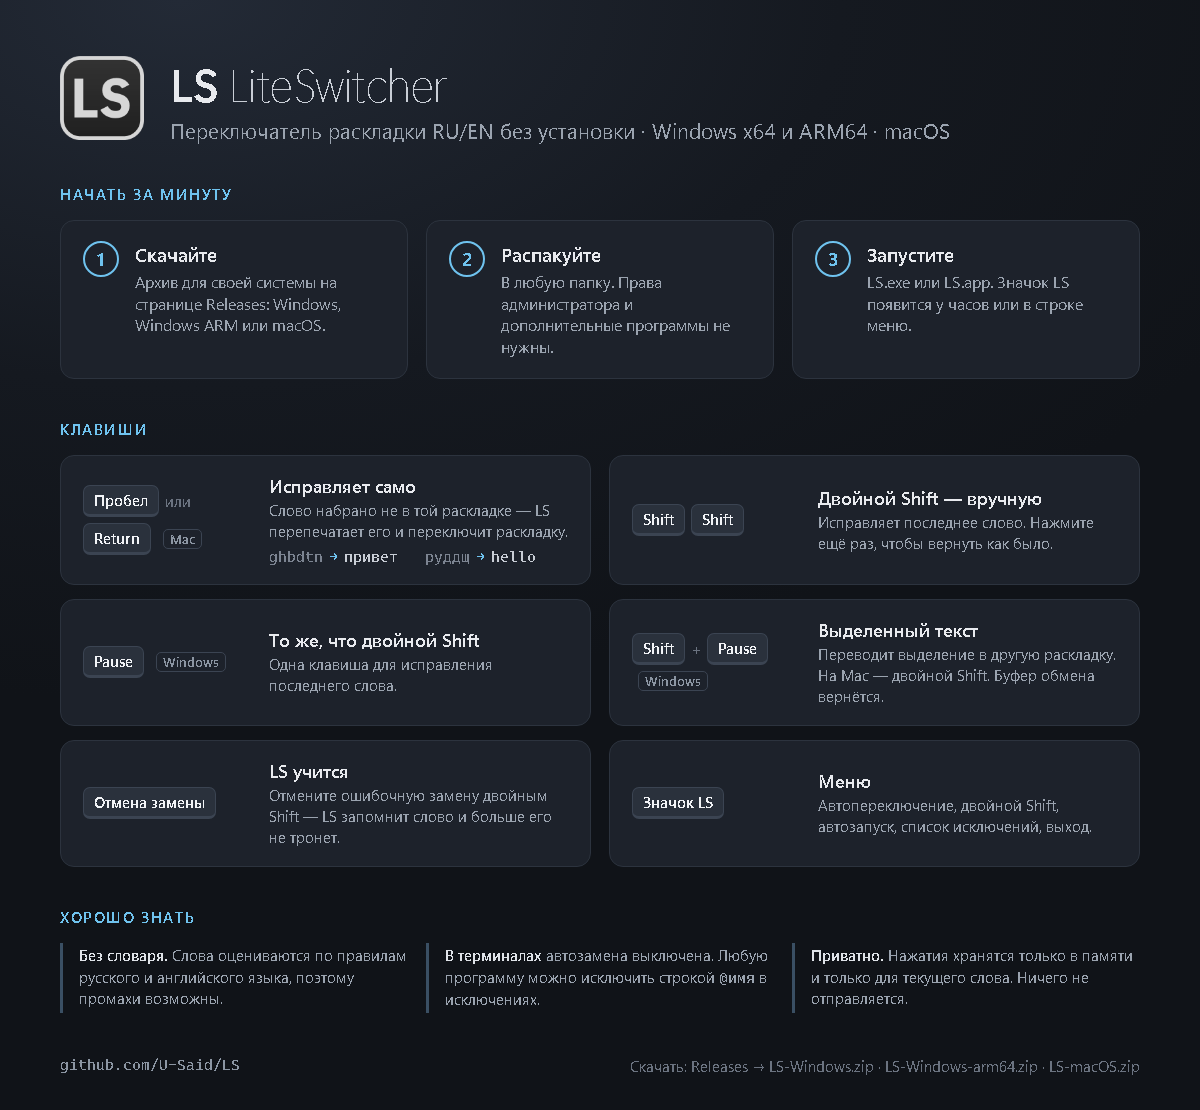 LS
LS LiteSwitcher
Переключатель раскладки RU/EN без установки · Windows x64 и ARM64 · macOS
НАЧАТЬ ЗА МИНУТУ
1
Скачайте
Архив для своей системы на
странице Releases: Windows,
Windows ARM или macOS.
2
Распакуйте
В любую папку. Права
администратора и
дополнительные программы не
нужны.
3
Запустите
LS.exe или LS.app. Значок LS
появится у часов или в строке
меню.
КЛАВИШИ
Пробел или
Return Mac
Исправляет само
Слово набрано не в той раскладке — LS
перепечатает его и переключит раскладку.
ghbdtn → привет руддщ → hello
Shift Shift
Двойной Shift — вручную
Исправляет последнее слово. Нажмите
ещё раз, чтобы вернуть как было.
Pause Windows
То же, что двойной Shift
Одна клавиша для исправления
последнего слова.
Shift + Pause
Windows
Выделенный текст
Переводит выделение в другую раскладку.
На Mac — двойной Shift. Буфер обмена
вернётся.
Отмена замены
LS учится
Отмените ошибочную замену двойным
Shift — LS запомнит слово и больше его
не тронет.
Значок LS
Меню
Автопереключение, двойной Shift,
автозапуск, список исключений, выход.
ХОРОШО ЗНАТЬ
Без словаря. Слова оцениваются по правилам
русского и английского языка, поэтому
промахи возможны.
В терминалах автозамена выключена. Любую
программу можно исключить строкой @имя в
исключениях.
Приватно. Нажатия хранятся только в памяти
и только для текущего слова. Ничего не
отправляется.
github.com/U-Said/LS
Скачать: Releases → LS-Windows.zip · LS-Windows-arm64.zip · LS-macOS.zip